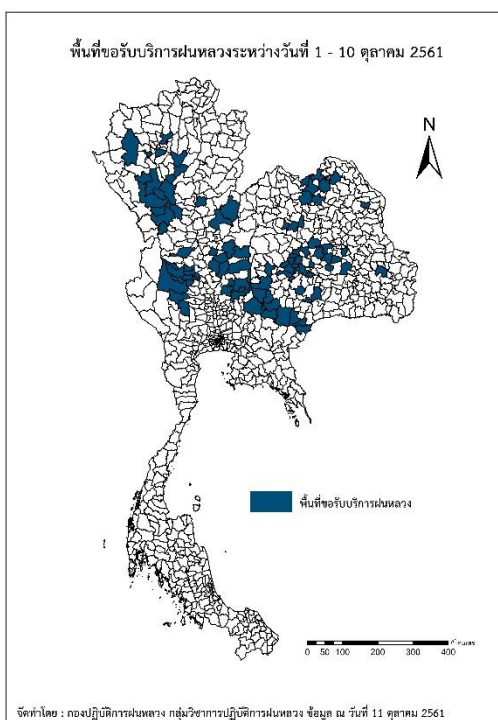 พื้นที่ขอรับบริการฝนหลวงระหว่างวันที่ 1 - 10 ตุลาคม 2561
N
พื้นที่ขอรับบริการฝนหลวง
0 50 100 200 300 400
จัดทำโดย : กองปฏิบัติการฝนหลวง กลุ่มวิชาการปฏิบัติการฝนหลวง ข้อมูล ณ วันที่ 11 ตุลาคม 2561